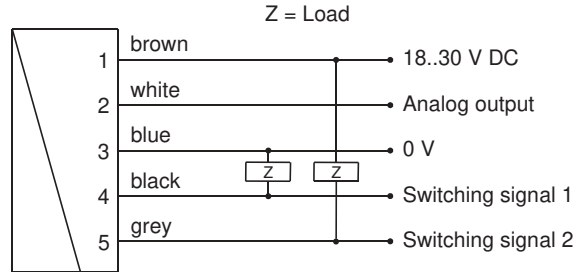 Z = Load
1 brown 18..30 V DC
2 white Analog output
3 blue 0 V
Z Z
4 black Switching signal 1
5 grey Switching signal 2